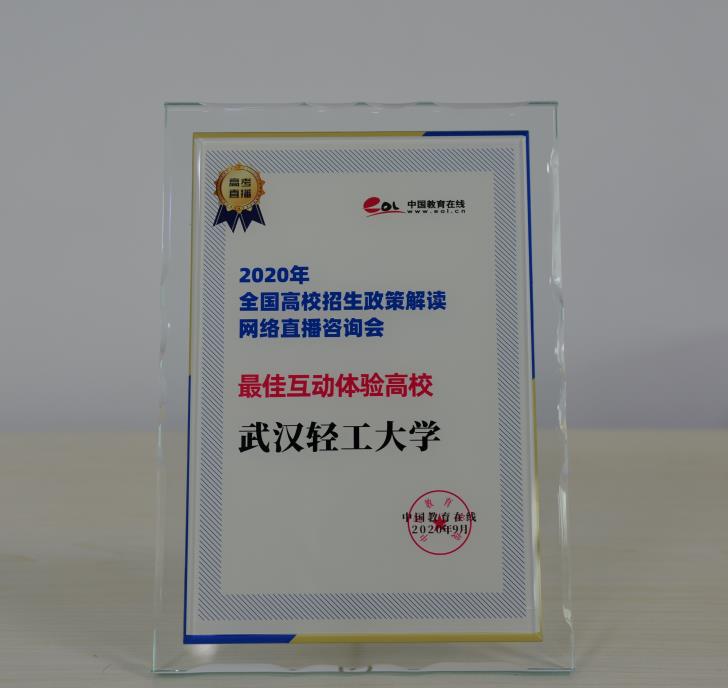 高考
直播
eOL 中国教育在线
www.eol.cn
2020年
全国高校招生政策解读
网络直播咨询会
最佳互动体验高校
武汉轻工大学
中国教育在线
2020年9月